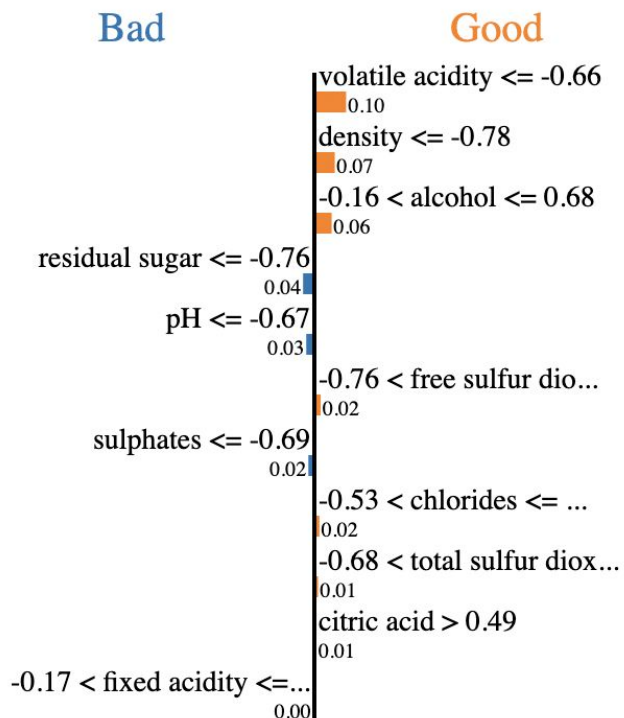 Bad Good
volatile acidity <= -0.66
0.10
density <= -0.78
0.07
-0.16 < alcohol <= 0.68
0.06
residual sugar <= -0.76
0.04
pH <= -0.67
0.03
-0.76 < free sulfur dio...
0.02
sulphates <= -0.69
0.02
-0.53 < chlorides <= ...
0.02
-0.68 < total sulfur diox...
0.01
citric acid > 0.49
0.01
-0.17 < fixed acidity <=...
0.00